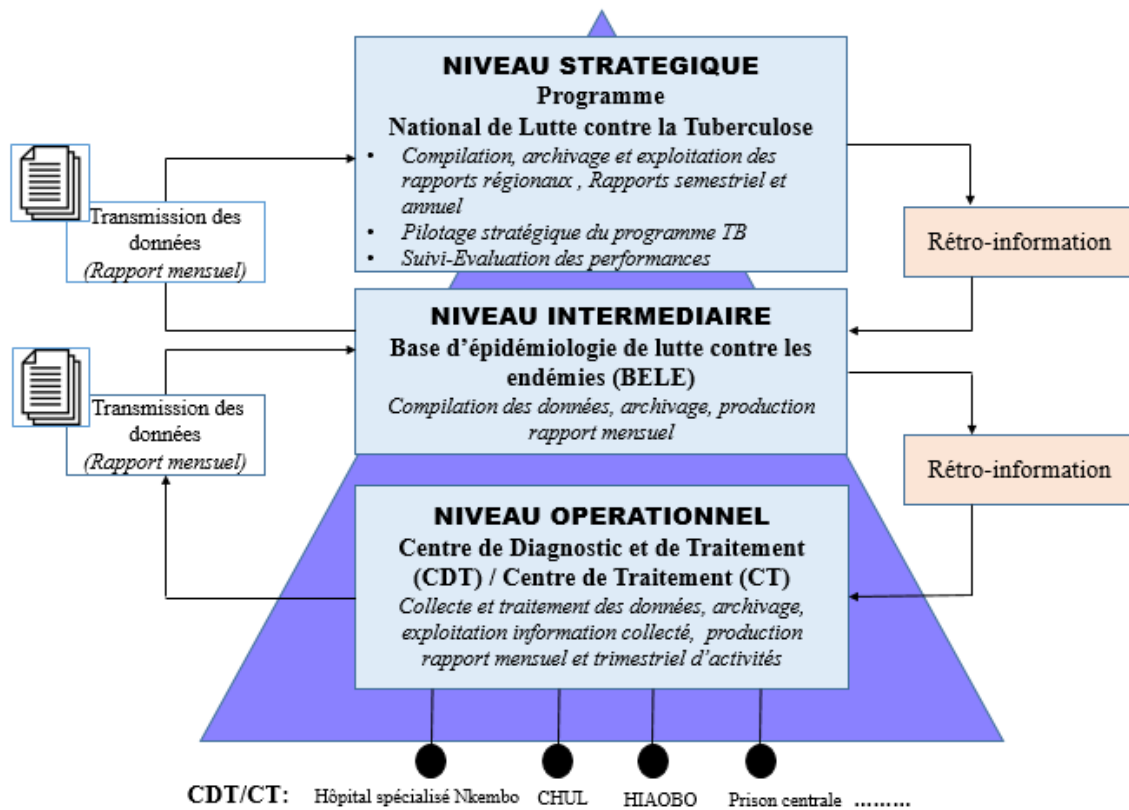 NIVEAU STRATEGIQUE
Programme
National de Lutte contre la Tuberculose
• Compilation, archivage et exploitation des
rapports régionaux , Rapports semestriel et
annuel
• Pilotage stratégique du programme TB
• Suivi-Evaluation des performances
Transmission des
données
(Rapport mensuel)
Rétro-information
NIVEAU INTERMEDIAIRE
Base d’épidémiologie de lutte contre les
endémies (BELE)
Compilation des données, archivage, production
rapport mensuel
Transmission des
données
(Rapport mensuel)
Rétro-information
NIVEAU OPERATIONNEL
Centre de Diagnostic et de Traitement
(CDT) / Centre de Traitement (CT)
Collecte et traitement des données, archivage,
exploitation information collecté, production
rapport mensuel et trimestriel d’activités
CDT/CT: Hôpital spécialisé Nkembo CHUL HIAOBO Prison centrale .........